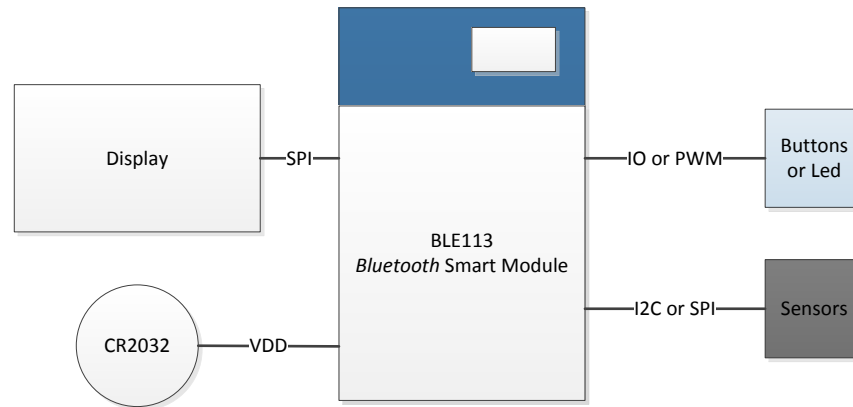 Display
SPI
BLE113
Bluetooth Smart Module
IO or PWM
Buttons
or Led
I2C or SPI
Sensors
CR2032
VDD